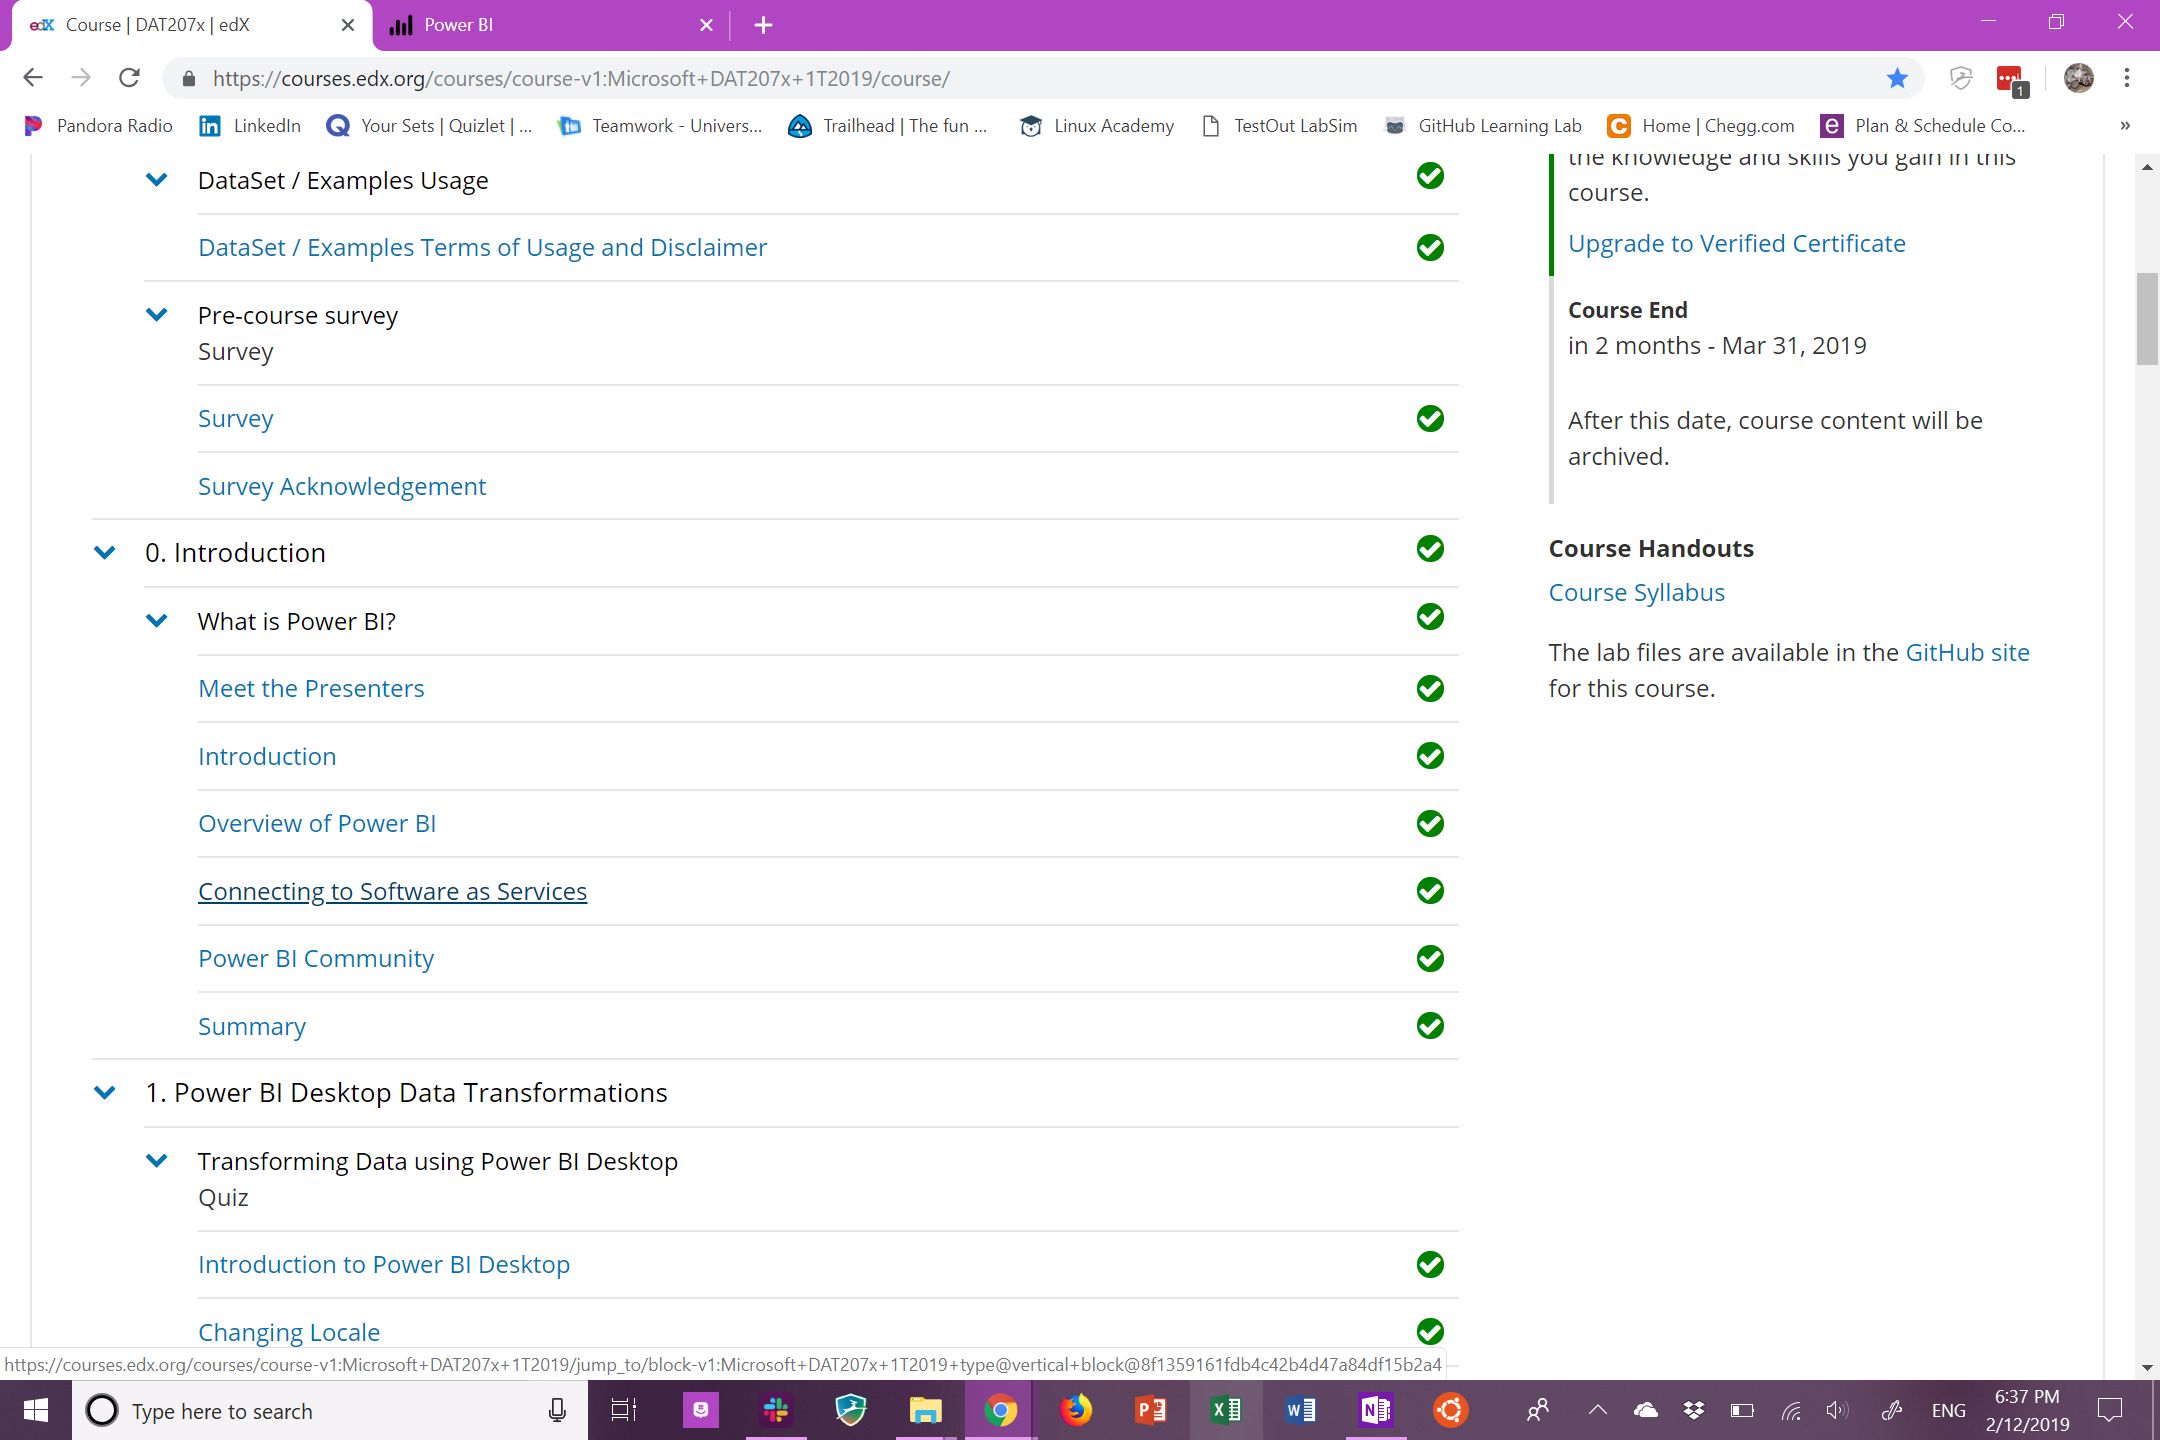 edX Course | DAT207x | edX
Power BI
https://courses.edx.org/courses/course-v1:Microsoft+DAT207x+1T2019/course/
1
Pandora Radio
LinkedIn
Your Sets | Quizlet | ...
Teamwork - Univers...
Trailhead | The fun ...
Linux Academy
TestOut LabSim
GitHub Learning Lab
Home | Chegg.com
Plan & Schedule Co...
»
DataSet / Examples Usage
DataSet / Examples Terms of Usage and Disclaimer
Pre-course survey
Survey
Survey
Survey Acknowledgement
0. Introduction
What is Power BI?
Meet the Presenters
Introduction
Overview of Power BI
Connecting to Software as Services
Power BI Community
Summary
1. Power BI Desktop Data Transformations
Transforming Data using Power BI Desktop
Quiz
Introduction to Power BI Desktop
Changing Locale
the knowledge and skills you gain in this
course.
Upgrade to Verified Certificate
Course End
in 2 months - Mar 31, 2019
After this date, course content will be
archived.
Course Handouts
Course Syllabus
The lab files are available in the GitHub site
for this course.
https://courses.edx.org/courses/course-v1:Microsoft+DAT207x+1T2019/jump_to/block-v1:Microsoft+DAT207x+1T2019+type@vertical+block@8f1359161fdb4c42b4d47a84df15b2a4
Type here to search
ENG
6:37 PM
2/12/2019